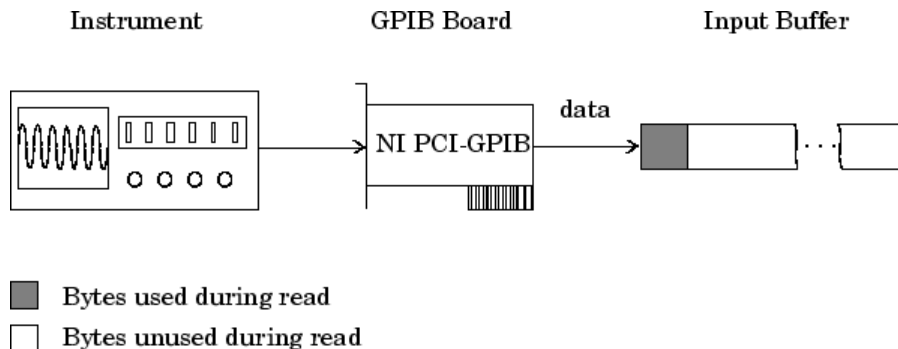 Instrument
GPIB Board
Input Buffer
data
NI PCI-GPIB
Bytes used during read
Bytes unused during read